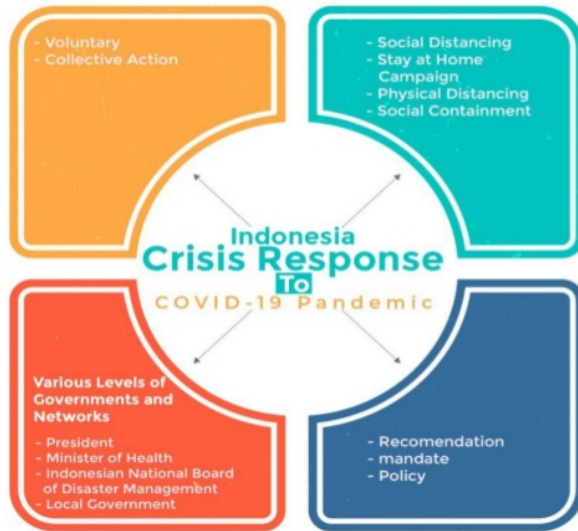 - Voluntary
- Collective Action
- Social Distancing
- Stay at Home
Campaign
- Physical Distancing
- Social Containment
Indonesia
Crisis Response
To
COVID-19 Pandemic
Various Levels of
Governments and
Networks
- President
- Minister of Health
- Indonesian National Board
of Disaster Management
- Local Government
- Recomendation
- mandate
- Policy